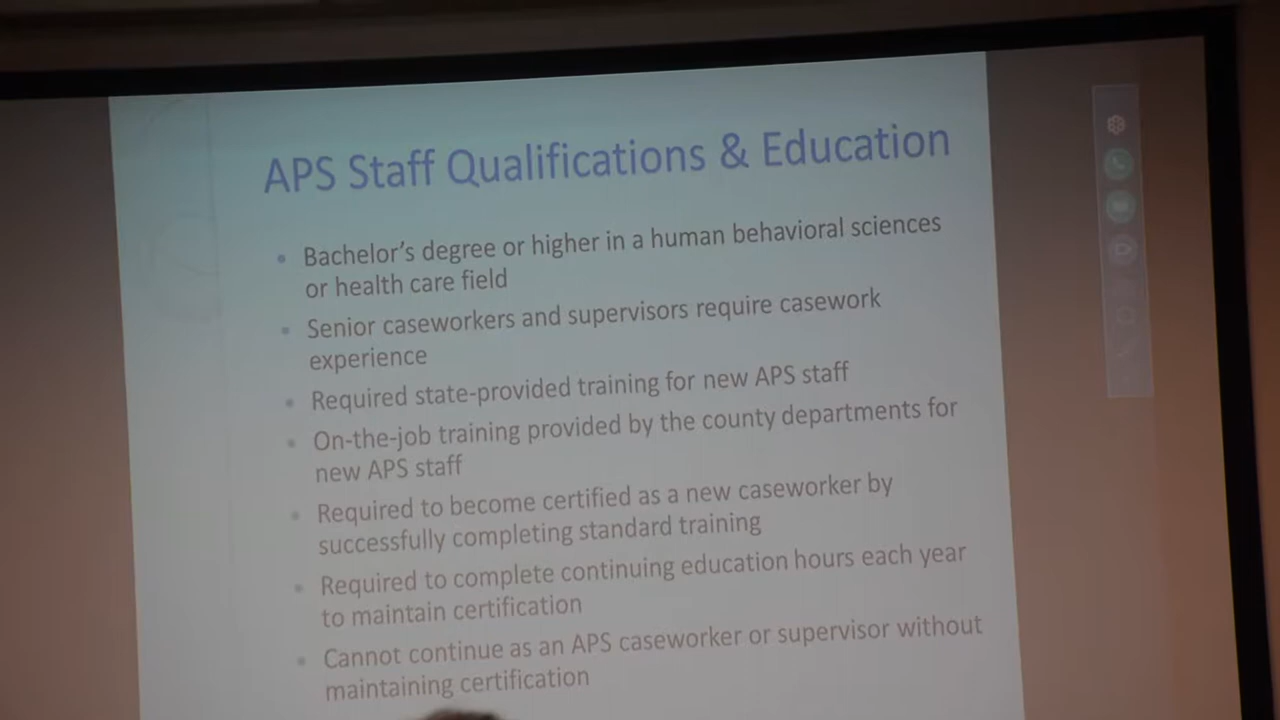 APS Staff Qualifications & Education
• Bachelor's degree or higher in a human behavioral sciences
or health care field
• Senior caseworkers and supervisors require casework
experience
• Required state-provided training for new APS staff
• On-the-job training provided by the county departments for
new APS staff
• Required to become certified as a new caseworker by
successfully completing standard training
• Required to complete continuing education hours each year
to maintain certification
• Cannot continue as an APS caseworker or supervisor without
maintaining certification